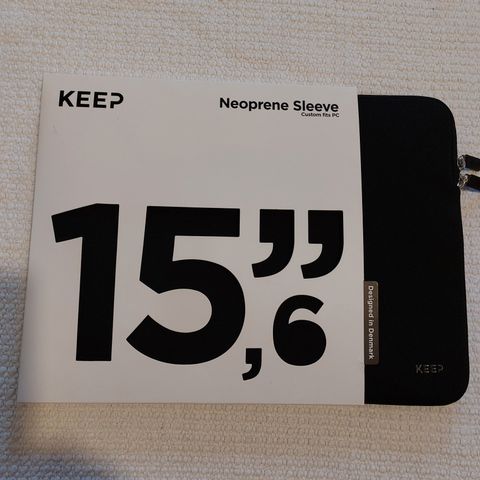 KEEP
Neoprene Sleeve
Custom fits PC
15,6”
Designed in Denmark
KEEP